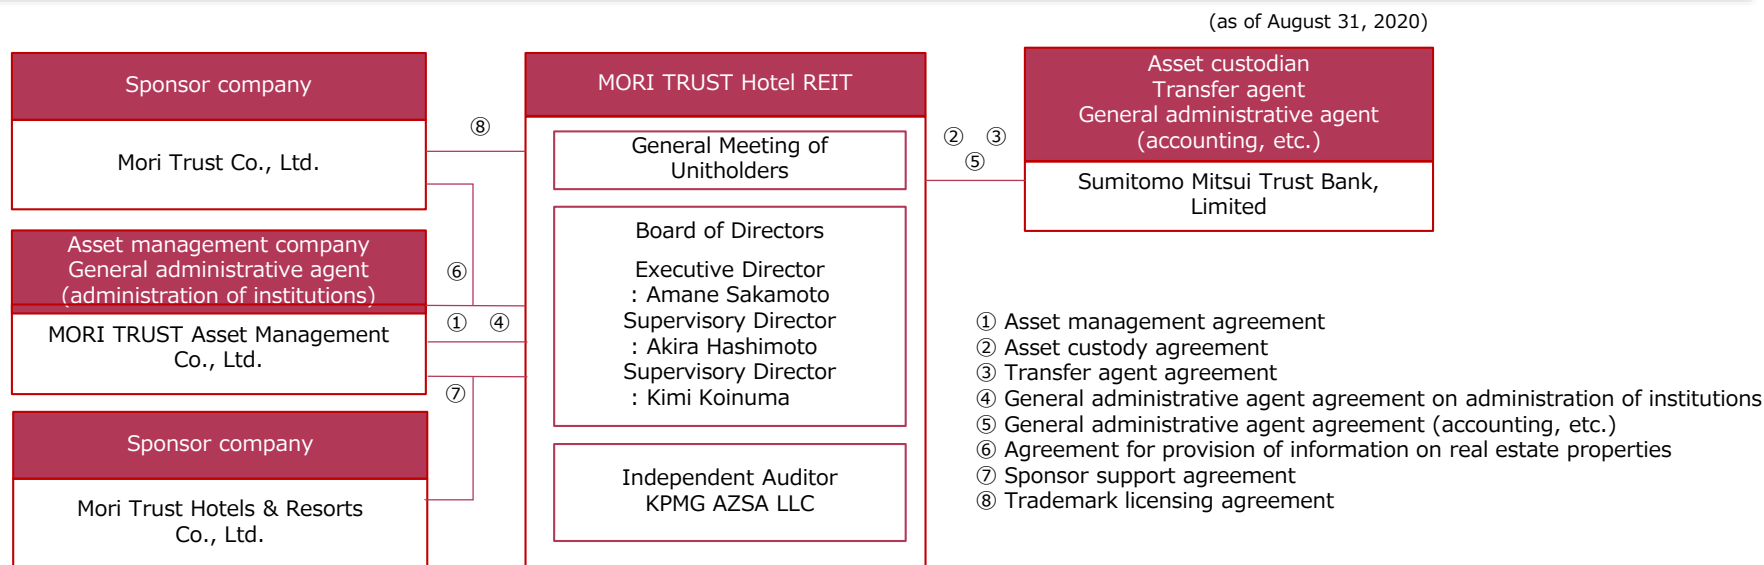 (as of August 31, 2020)
Sponsor company
Mori Trust Co., Ltd.
⑧
⑥
Asset management company
General administrative agent
(administration of institutions)
MORI TRUST Asset Management
Co., Ltd.
① ④
⑦
Sponsor company
Mori Trust Hotels & Resorts
Co., Ltd.
MORI TRUST Hotel REIT
General Meeting of
Unitholders
Board of Directors
Executive Director
: Amane Sakamoto
Supervisory Director
: Akira Hashimoto
Supervisory Director
: Kimi Koinuma
Independent Auditor
KPMG AZSA LLC
② ③
⑤
Asset custodian
Transfer agent
General administrative agent
(accounting, etc.)
Sumitomo Mitsui Trust Bank,
Limited
① Asset management agreement
② Asset custody agreement
③ Transfer agent agreement
④ General administrative agent agreement on administration of institutions
⑤ General administrative agent agreement (accounting, etc.)
⑥ Agreement for provision of information on real estate properties
⑦ Sponsor support agreement
⑧ Trademark licensing agreement